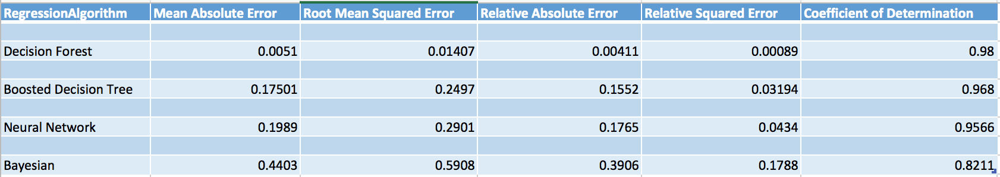 RegressionAlgorithm Mean Absolute Error Root Mean Squared Error Relative Absolute Error Relative Squared Error Coefficient of Determination
Decision Forest 0.0051 0.01407 0.00411 0.00089 0.98
Boosted Decision Tree 0.17501 0.2497 0.1552 0.03194 0.968
Neural Network 0.1989 0.2901 0.1765 0.0434 0.9566
Bayesian 0.4403 0.5908 0.3906 0.1788 0.8211